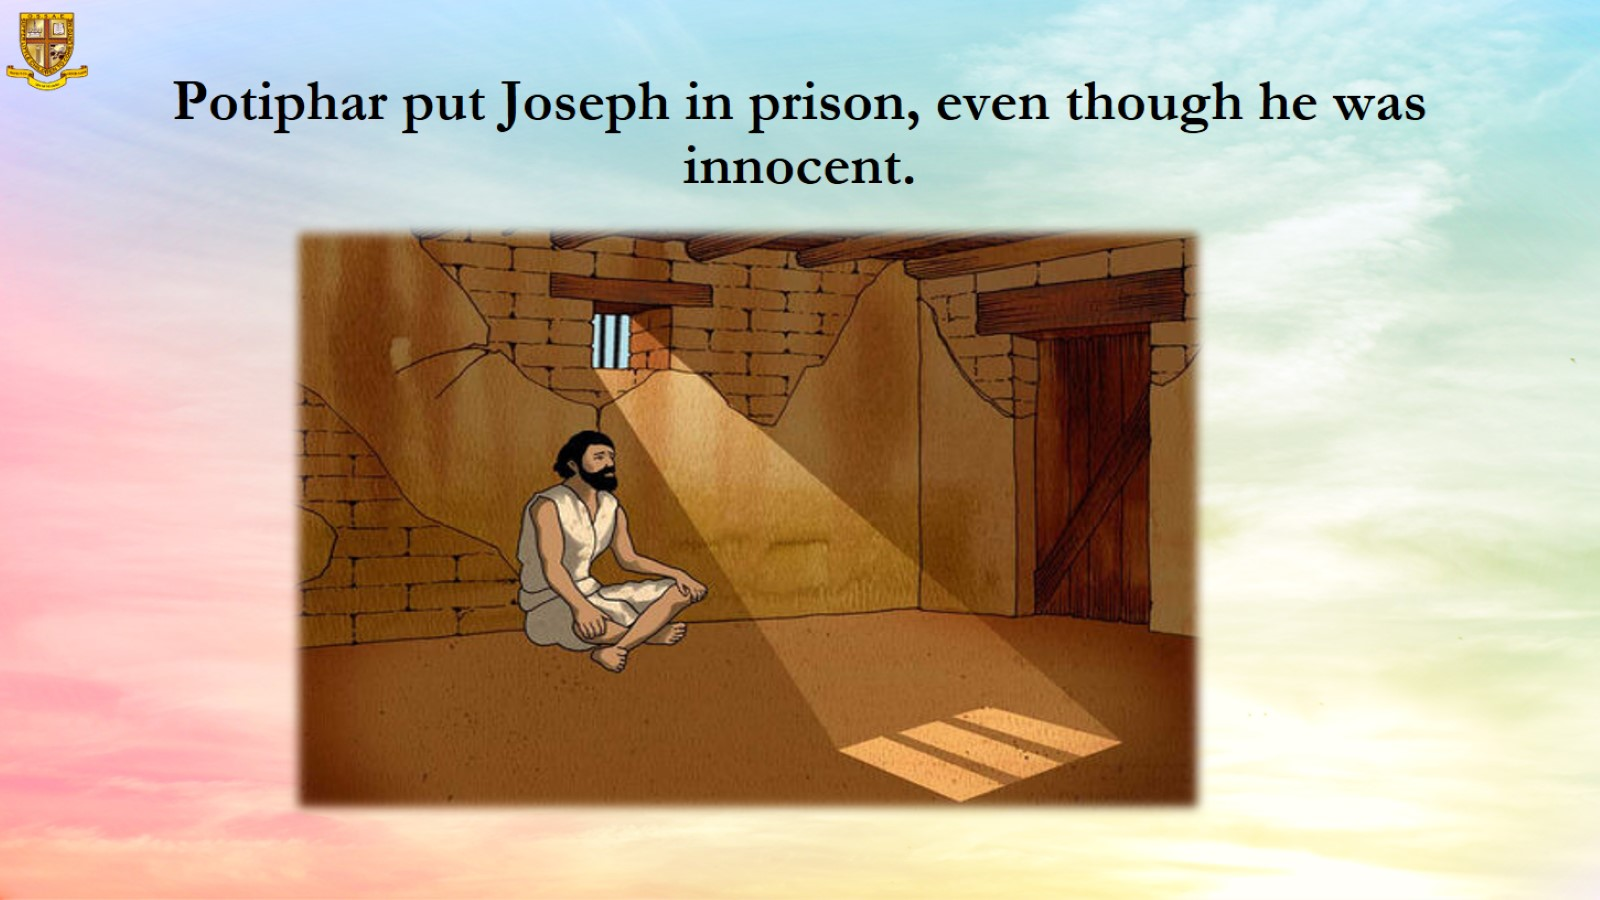 Potiphar put Joseph in prison, even though he was
innocent.